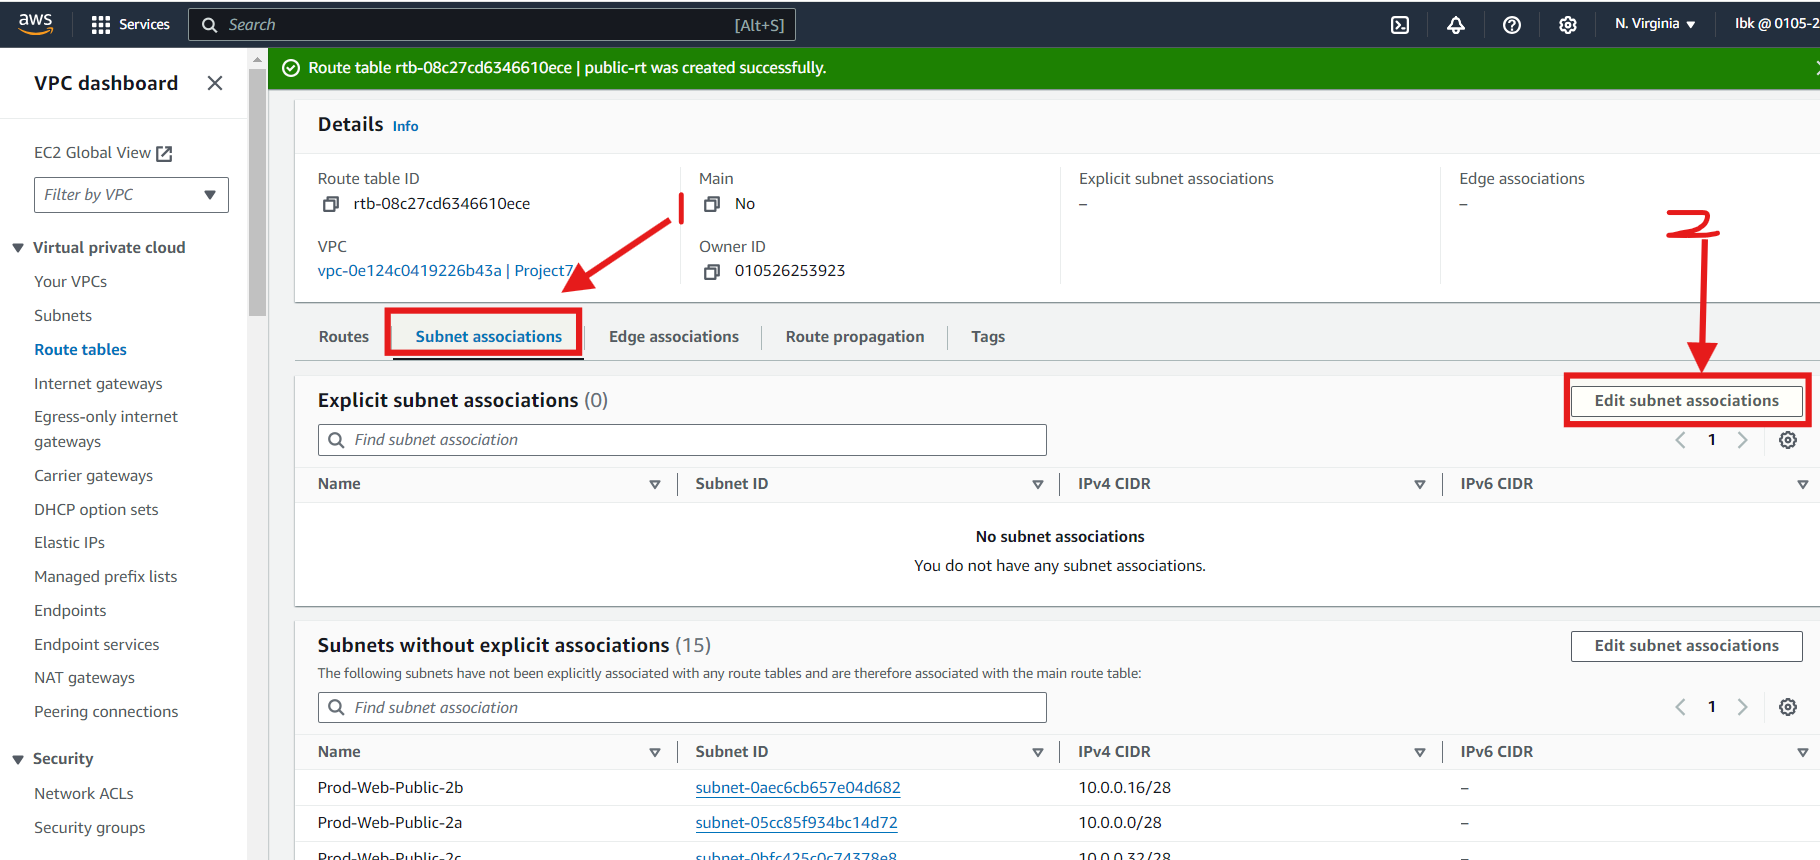 aws
Services
Search
[Alt+S]
N. Virginia
Ibk @ 0105-2
VPC dashboard
Route table rtb-08c27cd6346610ece | public-rt was created successfully.
EC2 Global View
Filter by VPC
Virtual private cloud
Your VPCs
Subnets
Route tables
Internet gateways
Egress-only internet
gateways
Carrier gateways
DHCP option sets
Elastic IPs
Managed prefix lists
Endpoints
Endpoint services
NAT gateways
Peering connections
Security
Network ACLs
Security groups
Details Info
Route table ID
rtb-08c27cd6346610ece
Main
No
Explicit subnet associations
–
Edge associations
–
VPC
vpc-0e124c0419226b43a | Project7
Owner ID
010526253923
1
2
Routes
Subnet associations
Edge associations
Route propagation
Tags
Explicit subnet associations (0)
Edit subnet associations
Find subnet association
1
Name Subnet ID IPv4 CIDR IPv6 CIDR
No subnet associations
You do not have any subnet associations.
Subnets without explicit associations (15)
Edit subnet associations
The following subnets have not been explicitly associated with any route tables and are therefore associated with the main route table:
Find subnet association
1
Name Subnet ID IPv4 CIDR IPv6 CIDR
Prod-Web-Public-2b subnet-0aec6cb657e04d682 10.0.0.16/28 –
Prod-Web-Public-2a subnet-05cc85f934bc14d72 10.0.0.0/28 –
Prod-Web-Public-2c subnet-0bfc425c0c74378e8 10.0.0.32/28